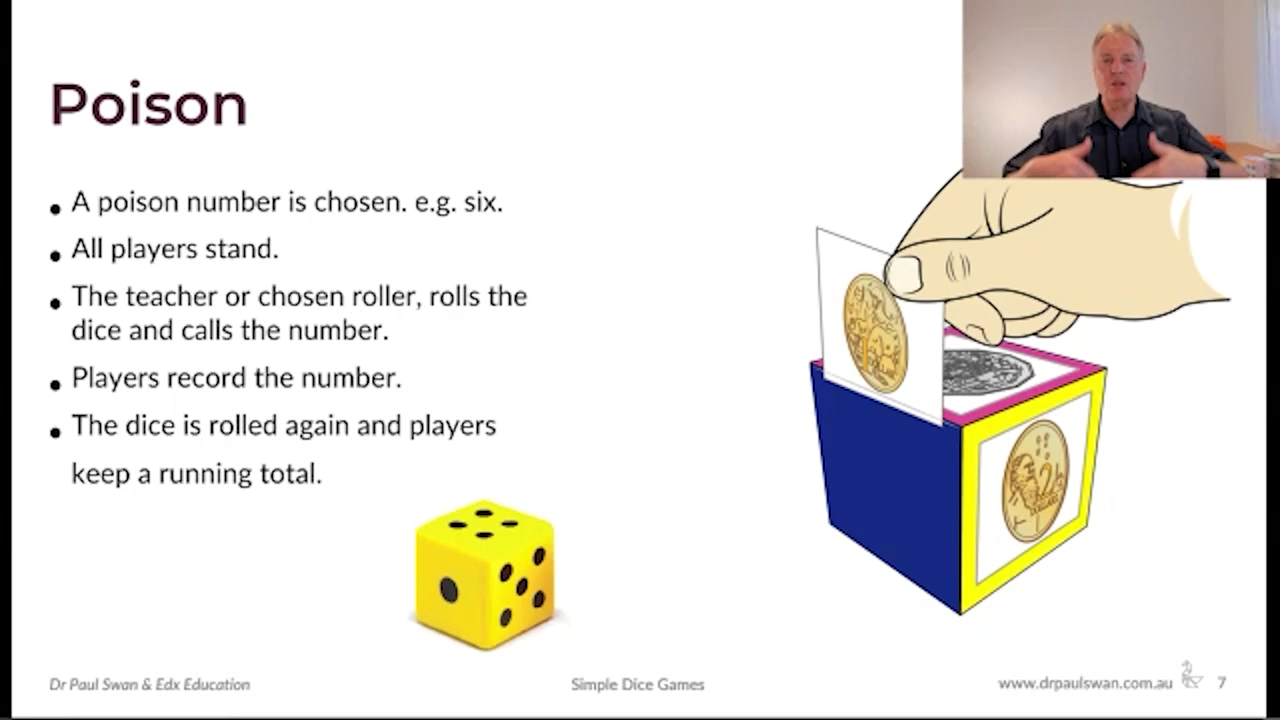 Poison
A poison number is chosen. e.g. six.
All players stand.
The teacher or chosen roller, rolls the
dice and calls the number.
Players record the number.
The dice is rolled again and players
keep a running total.
Dr Paul Swan & Edx Education
Simple Dice Games
www.drpaulswan.com.au
7